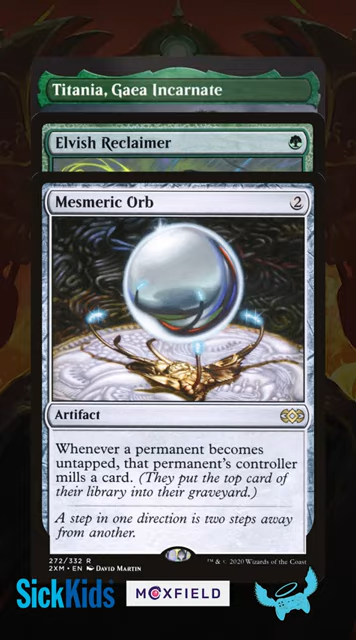 Titania, Gaea Incarnate
Elvish Reclaimer
Mesmeric Orb 2
Artifact
Whenever a permanent becomes
untapped, that permanent's controller
mills a card. (They put the top card of
their library into their graveyard.)
A step in one direction is two steps away
from another.
272/332 R
2XM • EN DAVID MARTIN
™ & © 2020 Wizards of the Coast
SickKids
MOXFIELD